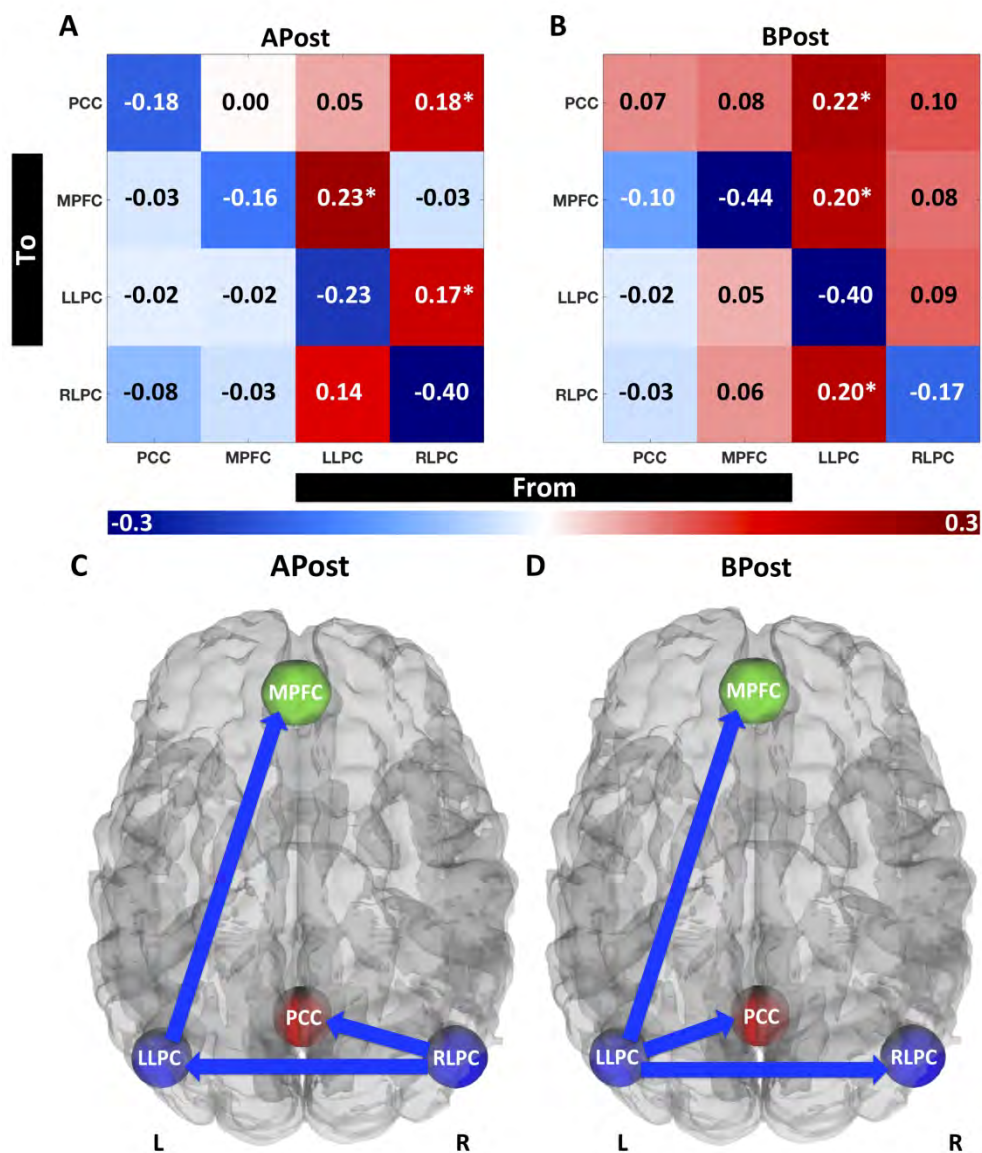 A
APost
B
BPost
PCC
-0.18
0.00
0.05
0.18*
0.07
0.08
0.22*
0.10
To
MPFC
-0.03
-0.16
0.23*
-0.03
MPFC
-0.10
-0.44
0.20*
0.08
LLPC
-0.02
-0.02
-0.23
0.17*
LLPC
-0.02
0.05
-0.40
0.09
RLPC
-0.08
-0.03
0.14
-0.40
RLPC
-0.03
0.06
0.20*
-0.17
PCC
PCC
MPFC
LLPC
RLPC
PCC
MPFC
LLPC
RLPC
From
-0.3
0.3
C
APost
D
BPost
MPFC
MPFC
PCC
PCC
LLPC
RLPC
LLPC
RLPC
L
R
L
R